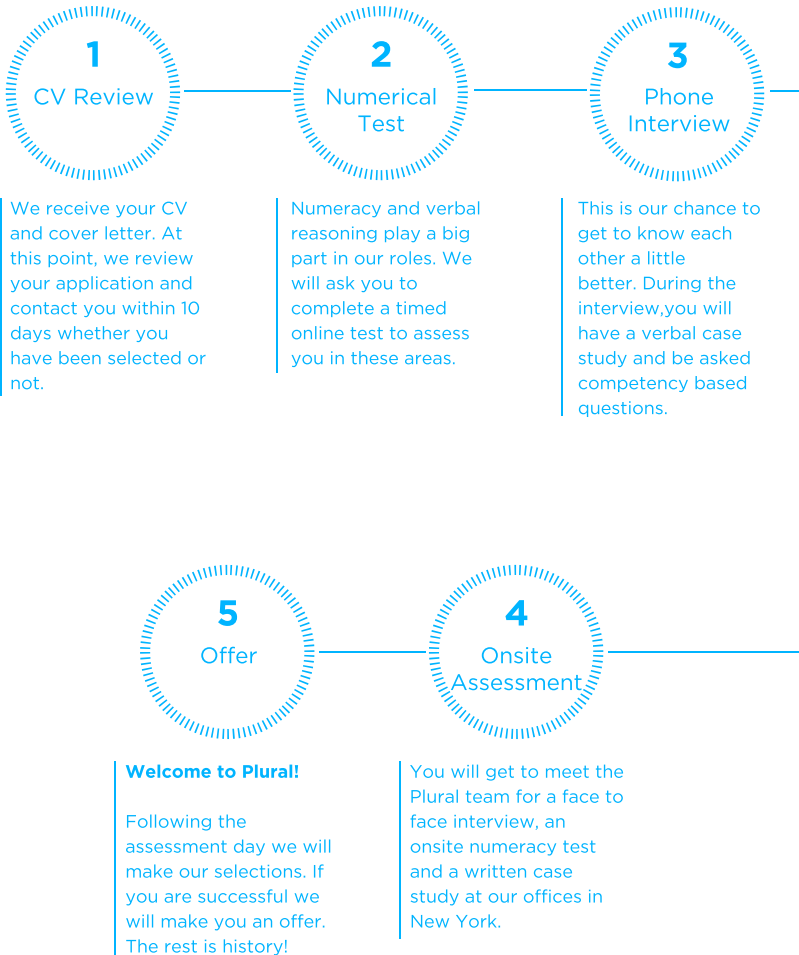 1
CV Review
We receive your CV
and cover letter. At
this point, we review
your application and
contact you within 10
days whether you
have been selected or
not.
2
Numerical
Test
Numeracy and verbal
reasoning play a big
part in our roles. We
will ask you to
complete a timed
online test to assess
you in these areas.
3
Phone
Interview
This is our chance to
get to know each
other a little
better. During the
interview,you will
have a verbal case
study and be asked
competency based
questions.
4
Onsite
Assessment
You will get to meet the
Plural team for a face to
face interview, an
onsite numeracy test
and a written case
study at our offices in
New York.
5
Offer
Welcome to Plural!
Following the
assessment day we will
make our selections. If
you are successful we
will make you an offer.
The rest is history!